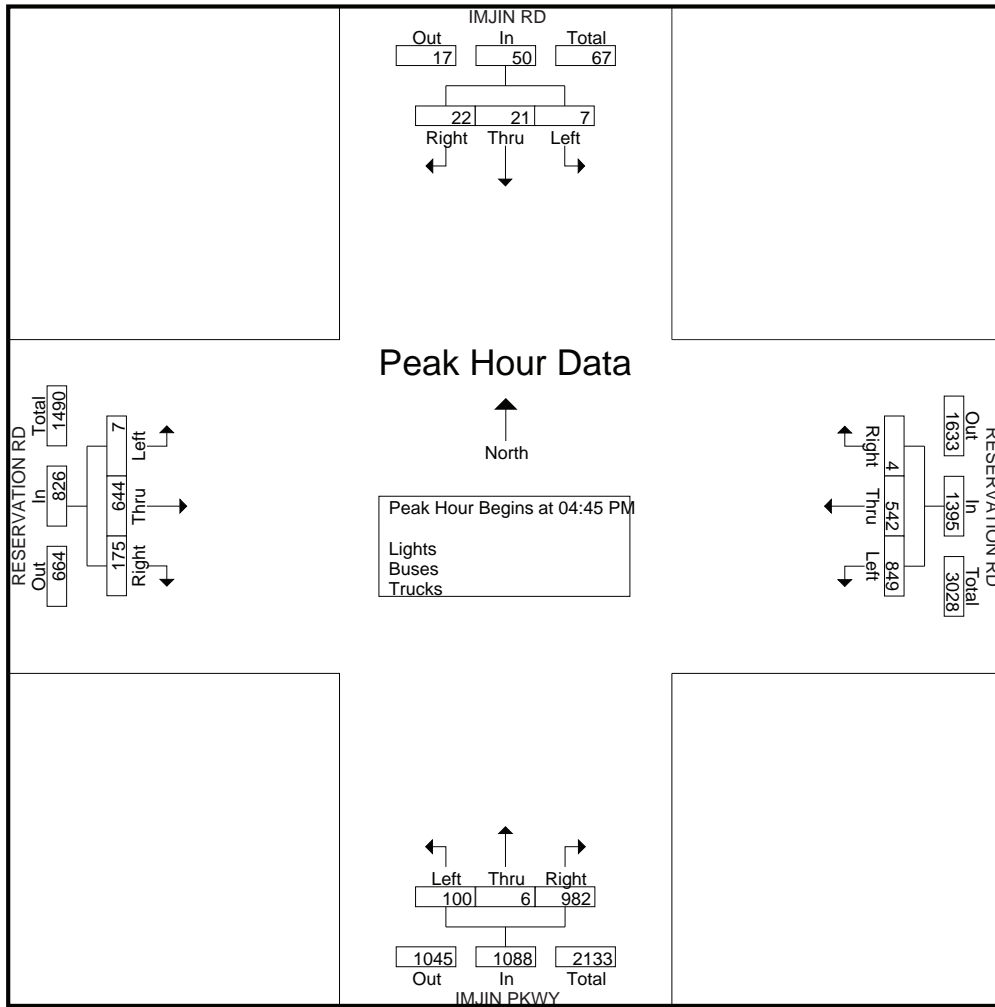 IMJIN RD
Out In Total
17 50 67
22 21 7
Right Thru Left
Peak Hour Data
North
Peak Hour Begins at 04:45 PM
Lights
Buses
Trucks
RESERVATION RD
Out In Total
664 826 1490
7 644 175
Left Thru Right
RESERVATION RD
Out In Total
1633 1395 3028
4 542 849
Right Thru Left
Left Thru Right
100 6 982
1045 1088 2133
Out In Total
IMJIN PKWY